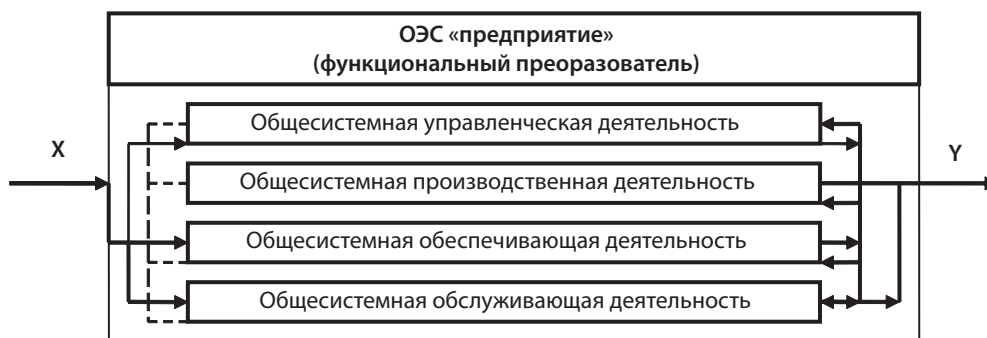 ОЭС «предприятие»
(функциональный преоразователь)
Общесистемная управленческая деятельность
X
Y
Общесистемная производственная деятельность
Общесистемная обеспечивающая деятельность
Общесистемная обслуживающая деятельность